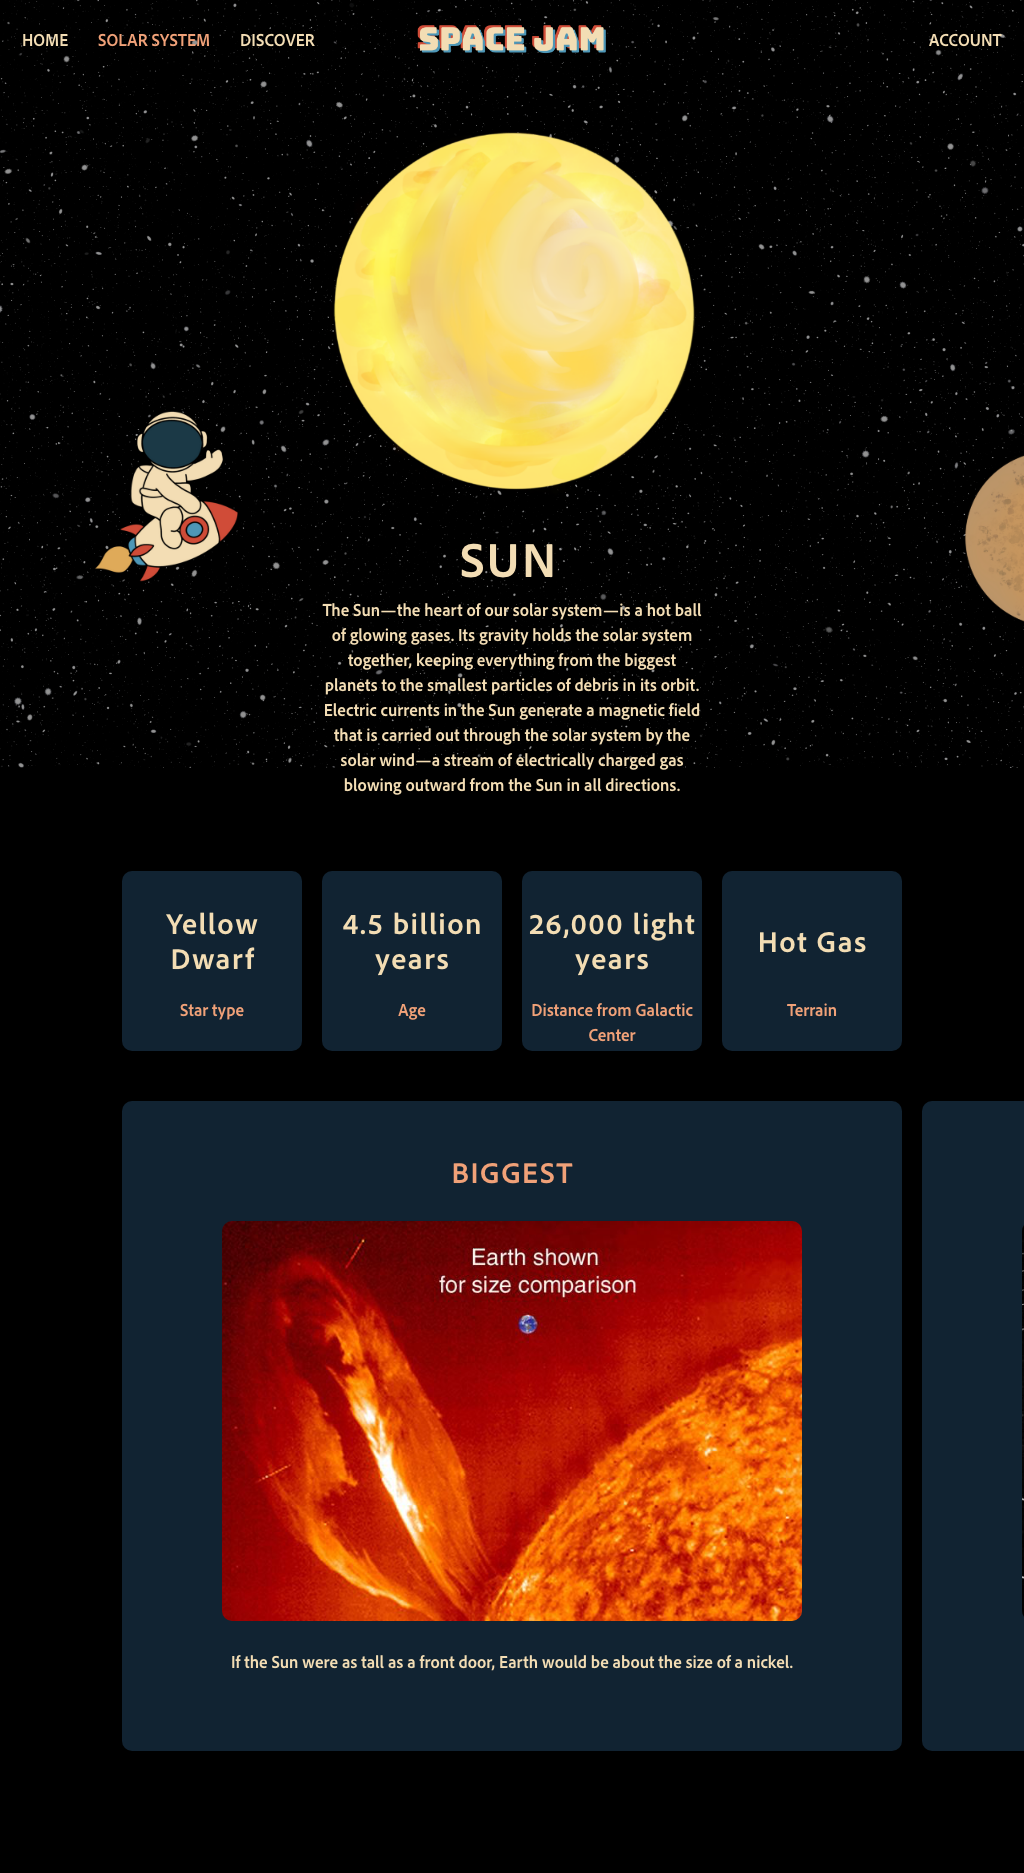 HOME SOLAR SYSTEM DISCOVER SPACE JAM ACCOUNT
SUN
The Sun—the heart of our solar system—is a hot ball
of glowing gases. Its gravity holds the solar system
together, keeping everything from the biggest
planets to the smallest particles of debris in its orbit.
Electric currents in the Sun generate a magnetic field
that is carried out through the solar system by the
solar wind—a stream of electrically charged gas
blowing outward from the Sun in all directions.
Yellow
Dwarf
Star type
4.5 billion
years
Age
26,000 light
years
Distance from Galactic
Center
Hot Gas
Terrain
BIGGEST
Earth shown
for size comparison
If the Sun were as tall as a front door, Earth would be about the size of a nickel.